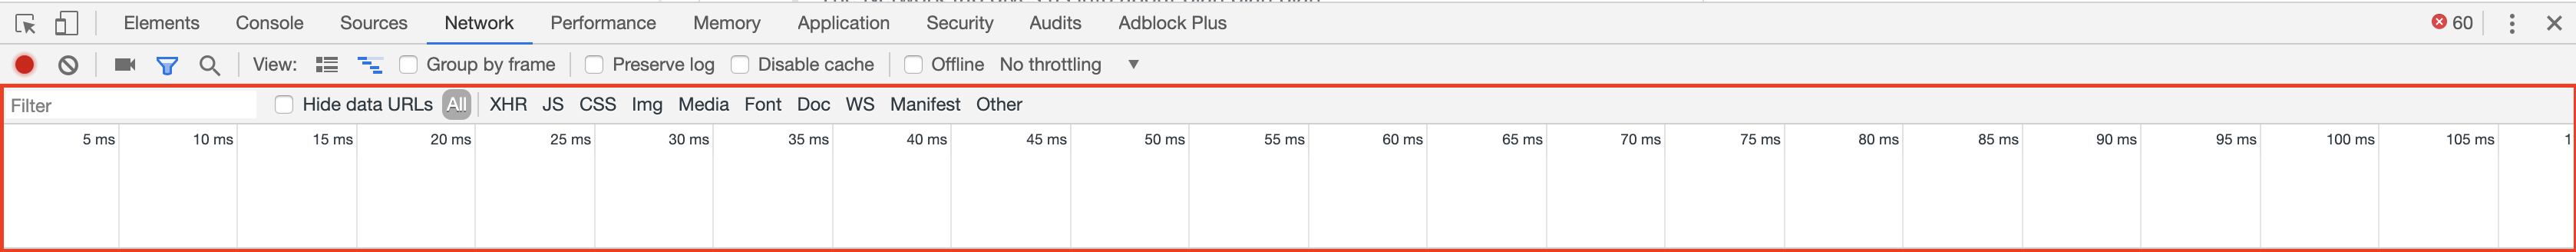 Elements Console Sources Network Performance Memory Application Security Audits Adblock Plus 60
View: Group by frame Preserve log Disable cache Offline No throttling
Filter Hide data URLs All XHR JS CSS Img Media Font Doc WS Manifest Other
5 ms 10 ms 15 ms 20 ms 25 ms 30 ms 35 ms 40 ms 45 ms 50 ms 55 ms 60 ms 65 ms 70 ms 75 ms 80 ms 85 ms 90 ms 95 ms 100 ms 105 ms 1